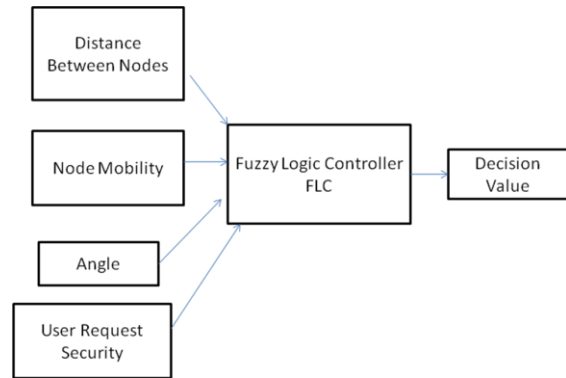 Distance
Between Nodes
Node Mobility
Fuzzy Logic Controller
FLC
Decision
Value
Angle
User Request
Security